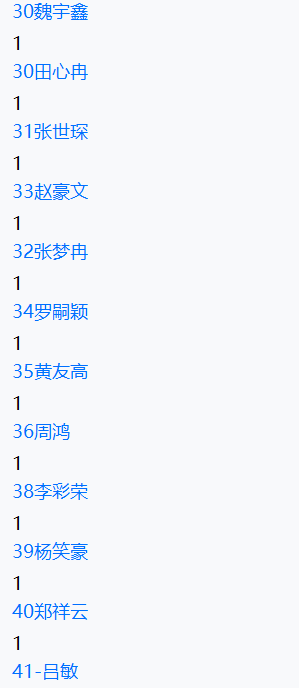 30魏宇鑫
1
30田心冉
1
31张世琛
1
33赵豪文
1
32张梦冉
1
34罗嗣颖
1
35黄友高
1
36周鸿
1
38李彩荣
1
39杨笑豪
1
40郑祥云
1
41-吕敏